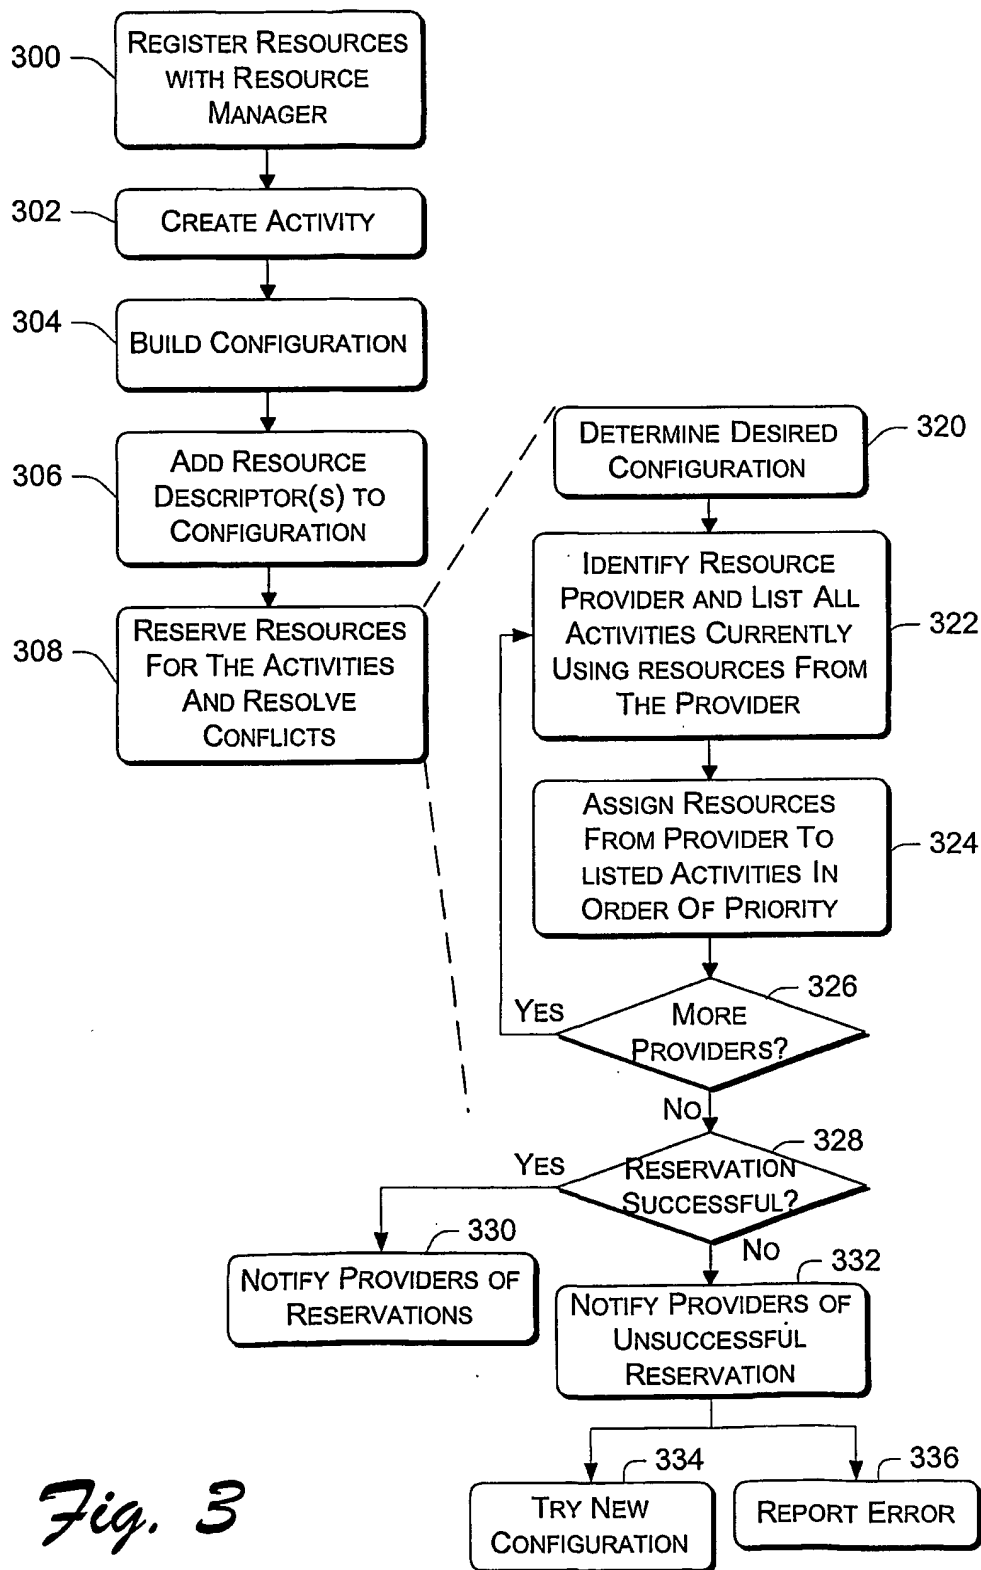 300
REGISTER RESOURCES
WITH RESOURCE
MANAGER
302
CREATE ACTIVITY
304
BUILD CONFIGURATION
306
ADD RESOURCE
DESCRIPTOR(S) TO
CONFIGURATION
308
RESERVE RESOURCES
FOR THE ACTIVITIES
AND RESOLVE
CONFLICTS
DETERMINE DESIRED
CONFIGURATION
320
IDENTIFY RESOURCE
PROVIDER AND LIST ALL
ACTIVITIES CURRENTLY
USING RESOURCES FROM
THE PROVIDER
322
ASSIGN RESOURCES
FROM PROVIDER TO
LISTED ACTIVITIES IN
ORDER OF PRIORITY
324
326
YES
MORE
PROVIDERS?
NO
328
YES
RESERVATION
SUCCESSFUL?
NO
330
NOTIFY PROVIDERS OF
RESERVATIONS
332
NOTIFY PROVIDERS OF
UNSUCCESSFUL
RESERVATION
334
TRY NEW
CONFIGURATION
336
REPORT ERROR
Fig. 3